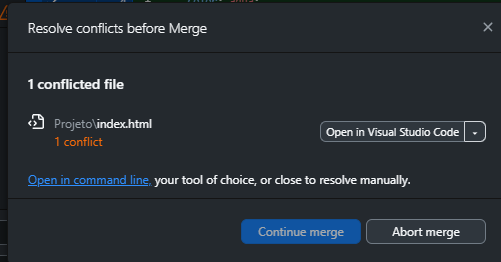 Resolve conflicts before Merge
1 conflicted file
Projeto\index.html
1 conflict
Open in Visual Studio Code
Open in command line, your tool of choice, or close to resolve manually.
Continue merge
Abort merge